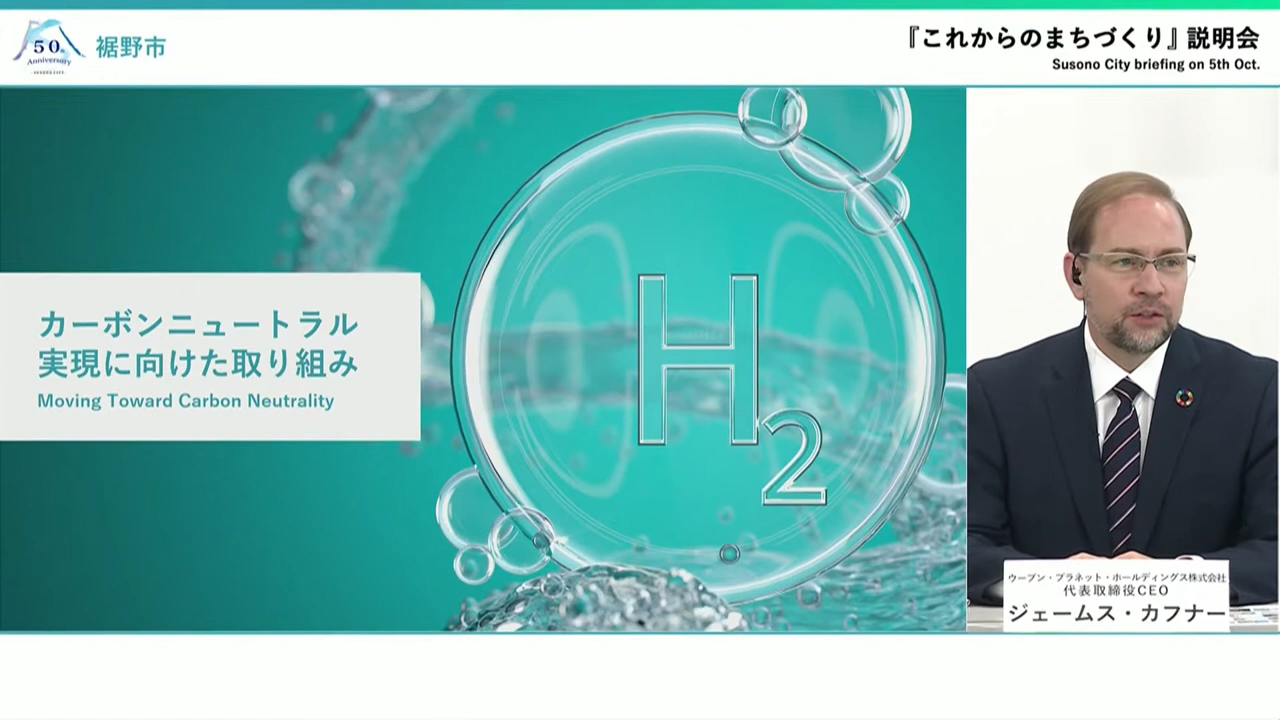 50
Anniversary
裾野市
『これからのまちづくり』説明会
Susono City briefing on 5th Oct.
カーボンニュートラル
実現に向けた取り組み
Moving Toward Carbon Neutrality
H2
ウーブン・プラネット・ホールディングス株式会社
代表取締役CEO
ジェームス・カフナー